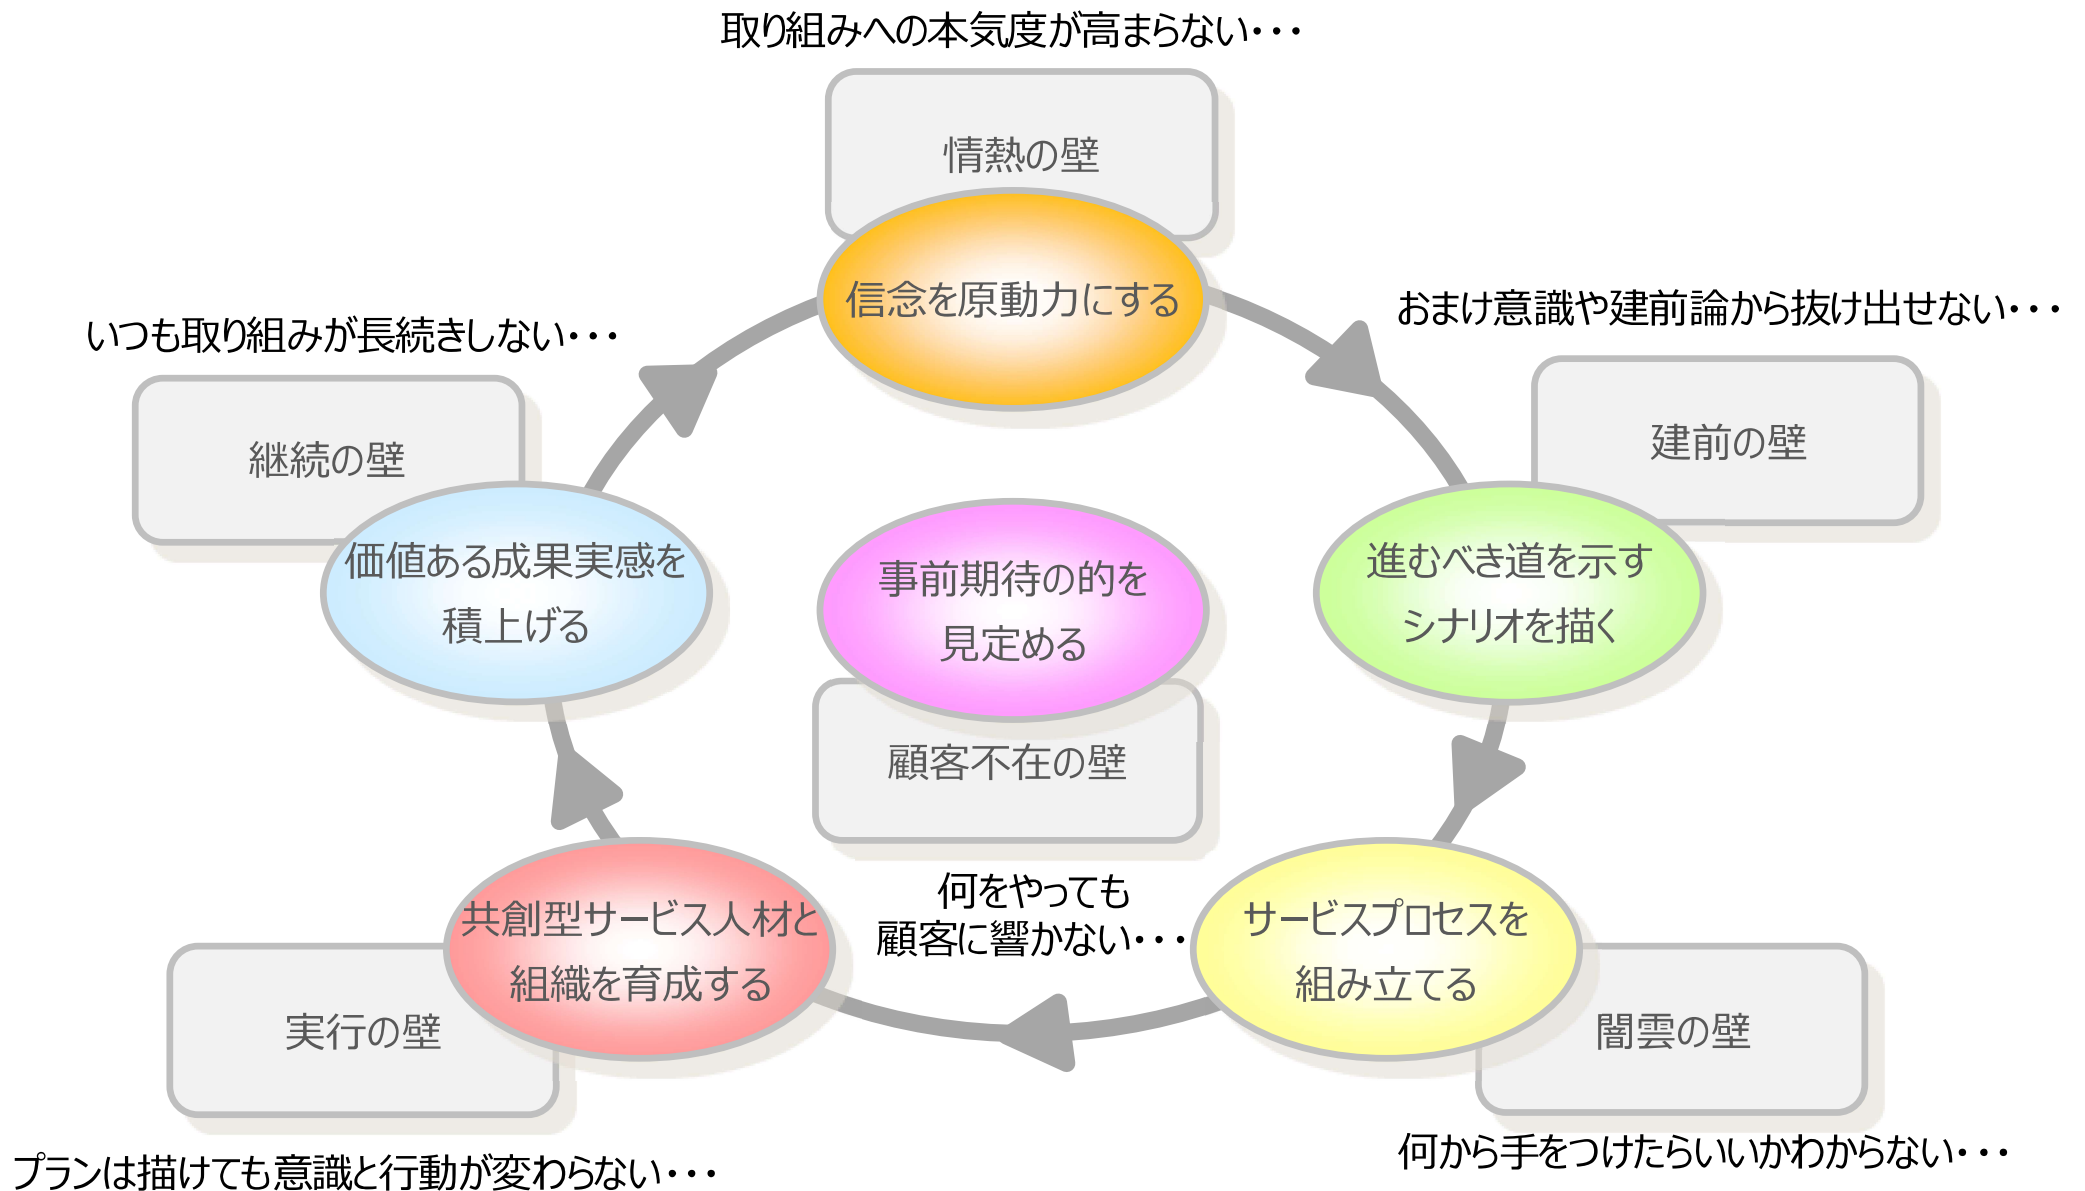 取り組みへの本気度が高まらない・・・
情熱の壁
信念を原動力にする
おまけ意識や建前論から抜け出せない・・・
建前の壁
進むべき道を示す
シナリオを描く
いつも取り組みが長続きしない・・・
継続の壁
価値ある成果実感を
積上げる
事前期待の的を
見定める
顧客不在の壁
何をやっても
顧客に響かない・・・
サービスプロセスを
組み立てる
闇雲の壁
何から手をつけたらいいかわからない・・・
共創型サービス人材と
組織を育成する
実行の壁
プランは描けても意識と行動が変わらない・・・